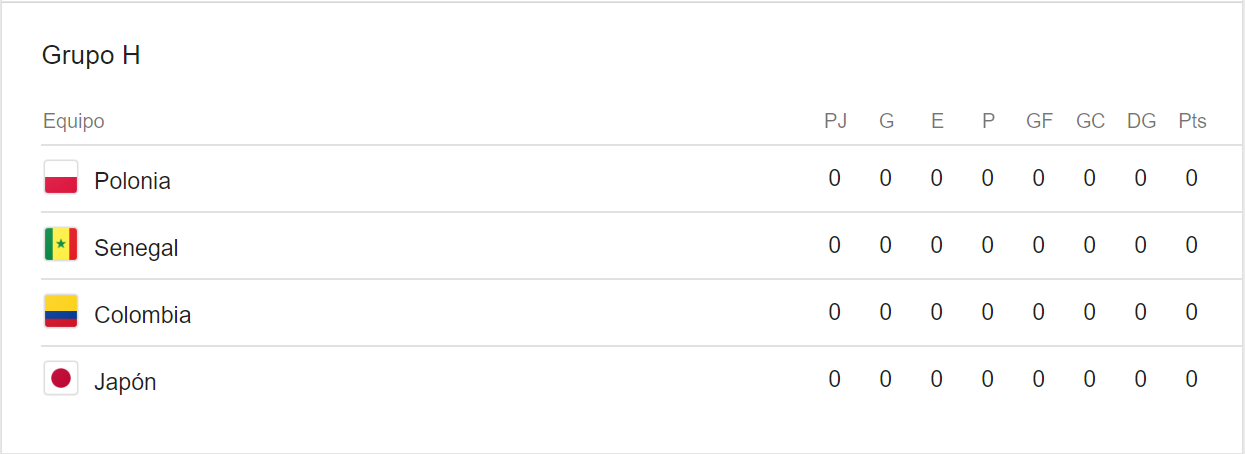 Grupo H
Equipo PJ G E P GF GC DG Pts
Polonia 0 0 0 0 0 0 0 0
Senegal 0 0 0 0 0 0 0 0
Colombia 0 0 0 0 0 0 0 0
Japón 0 0 0 0 0 0 0 0